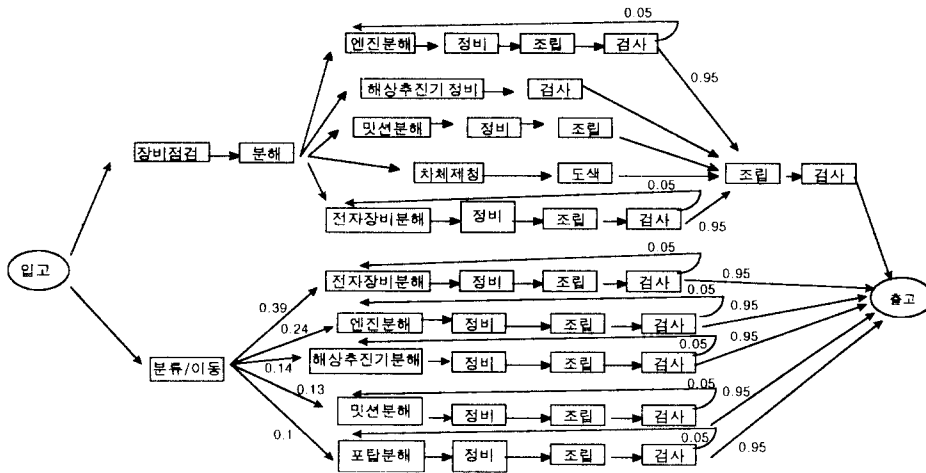 0.05
엔진분해 정비 조립 검사
0.95
해상추진기 정비 검사
밋션분해 정비 조립
장비점검 분해
차체제청 도색 조립 검사
0.05
전자장비분해 정비 조립 검사
0.95
입고
0.05
전자장비분해 정비 조립 검사
0.95
출고
0.39
0.05
0.24
엔진분해 정비 조립 검사
0.95
0.05
분류/이동
0.14
해상추진기분해 정비 조립 검사
0.95
0.13
0.05
밋션분해 정비 조립 검사
0.95
0.1
0.05
포탑분해 정비 조립 검사
0.95